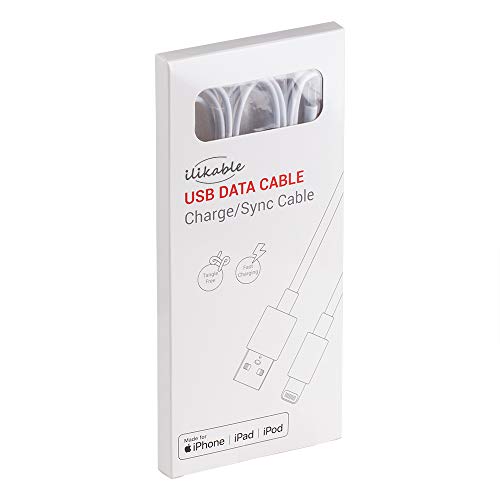 ilikable
USB DATA CABLE
Charge/Sync Cable
Tangle
Free
Fast
Charging
Made for
iPhone | iPad | iPod